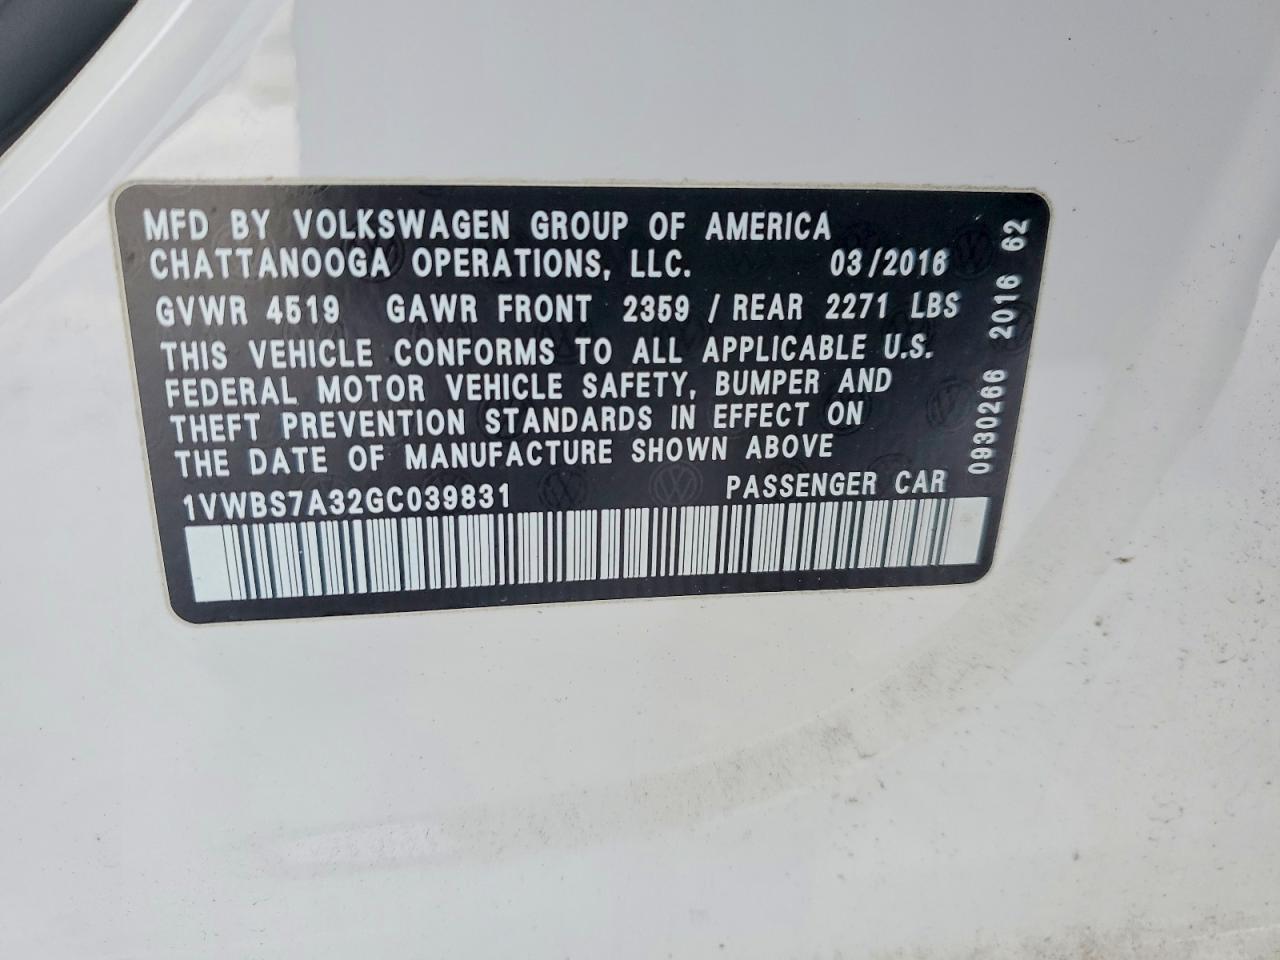 MFD BY VOLKSWAGEN GROUP OF AMERICA
CHATTANOOGA OPERATIONS, LLC. 03/2016
GVWR 4519 GAWR FRONT 2359 / REAR 2271 LBS
THIS VEHICLE CONFORMS TO ALL APPLICABLE U.S.
FEDERAL MOTOR VEHICLE SAFETY, BUMPER AND
THEFT PREVENTION STANDARDS IN EFFECT ON
THE DATE OF MANUFACTURE SHOWN ABOVE
1VWBS7A32GC039831 PASSENGER CAR
0930266 2016 62